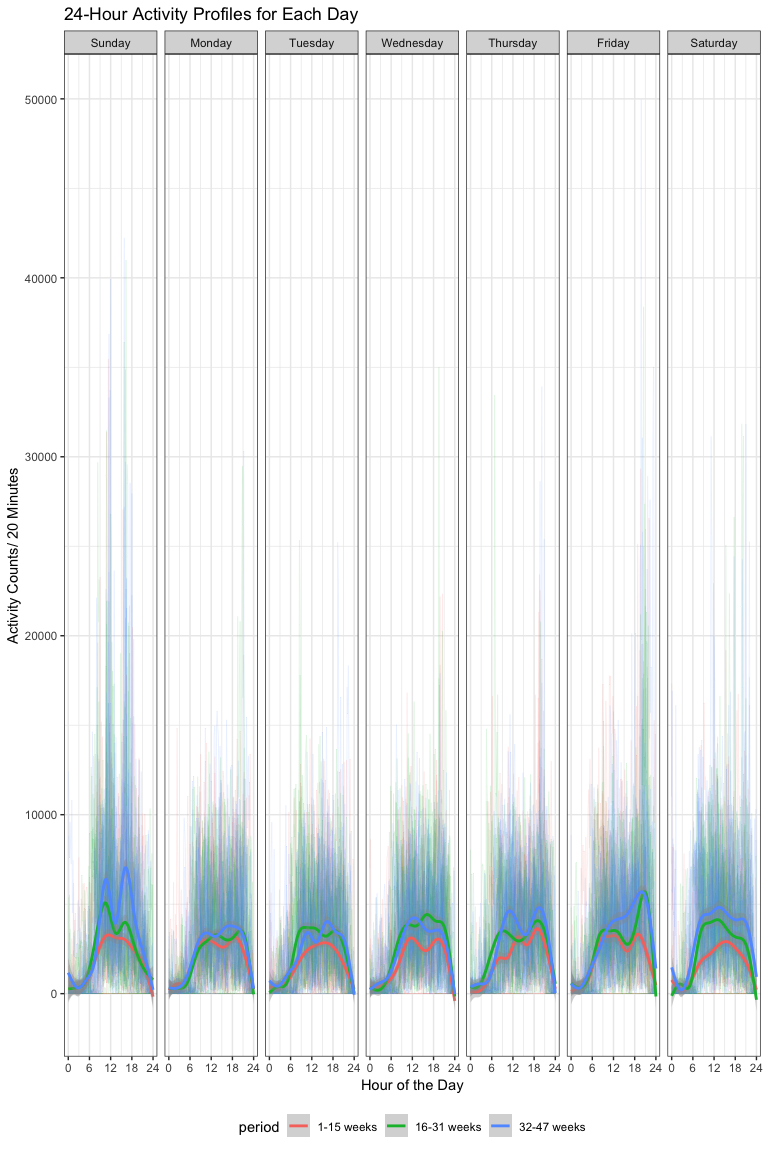 24-Hour Activity Profiles for Each Day
Sunday Monday Tuesday Wednesday Thursday Friday Saturday
50000
40000
30000
20000
10000
0
Activity Counts/ 20 Minutes
0 6 12 18 24 0 6 12 18 24 0 6 12 18 24 0 6 12 18 24 0 6 12 18 24 0 6 12 18 24 0 6 12 18 24
Hour of the Day
period 1-15 weeks 16-31 weeks 32-47 weeks